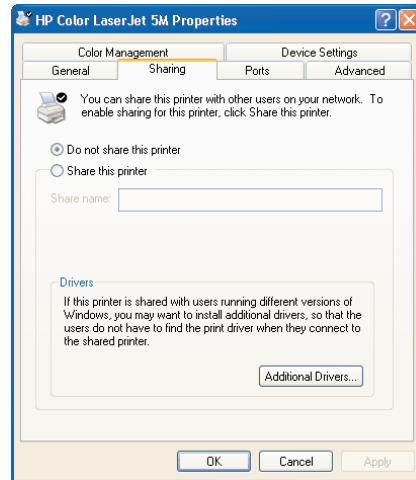 HP Color LaserJet 5M Properties
Color Management Device Settings
General Sharing Ports Advanced
You can share this printer with other users on your network. To
enable sharing for this printer, click Share this printer.
Do not share this printer
Share this printer
Share name:
Drivers
If this printer is shared with users running different versions of
Windows, you may want to install additional drivers, so that the
users do not have to find the print driver when they connect to
the shared printer.
Additional Drivers...
OK Cancel Apply